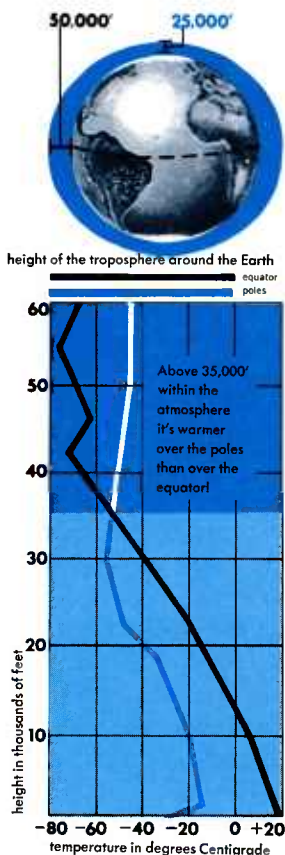 50,000' 25,000'
height of the troposphere around the Earth
equator
poles
60
Above 35,000'
within the
atmosphere
it's warmer
over the poles
than over the
equator!
50
40
30
20
10
height in thousands of feet
−80 −60 −40 −20 0 +20
temperature in degrees Centigrade